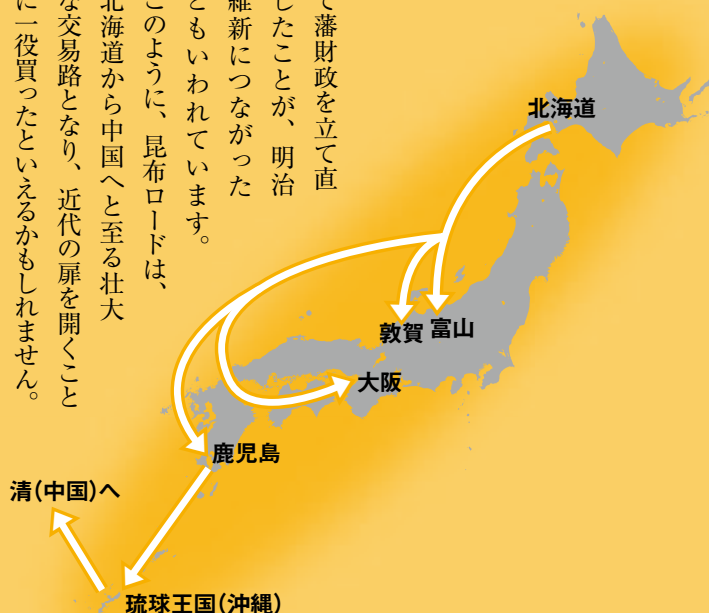 て藩財政を立て直
したことが、明治
維新につながった
ともいわれています。
このように、昆布ロードは、
北海道から中国へと至る壮大
な交易路となり、近代の扉を開くこと
に一役買ったといえるかもしれません。
北海道
敦賀
富山
大阪
鹿児島
清(中国)へ
琉球王国(沖縄)